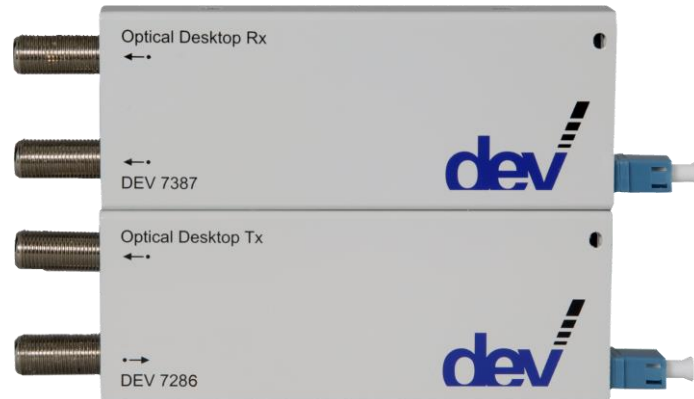 Optical Desktop Rx
←•
←•
DEV 7387
dev
Optical Desktop Tx
←•
•→
DEV 7286
dev